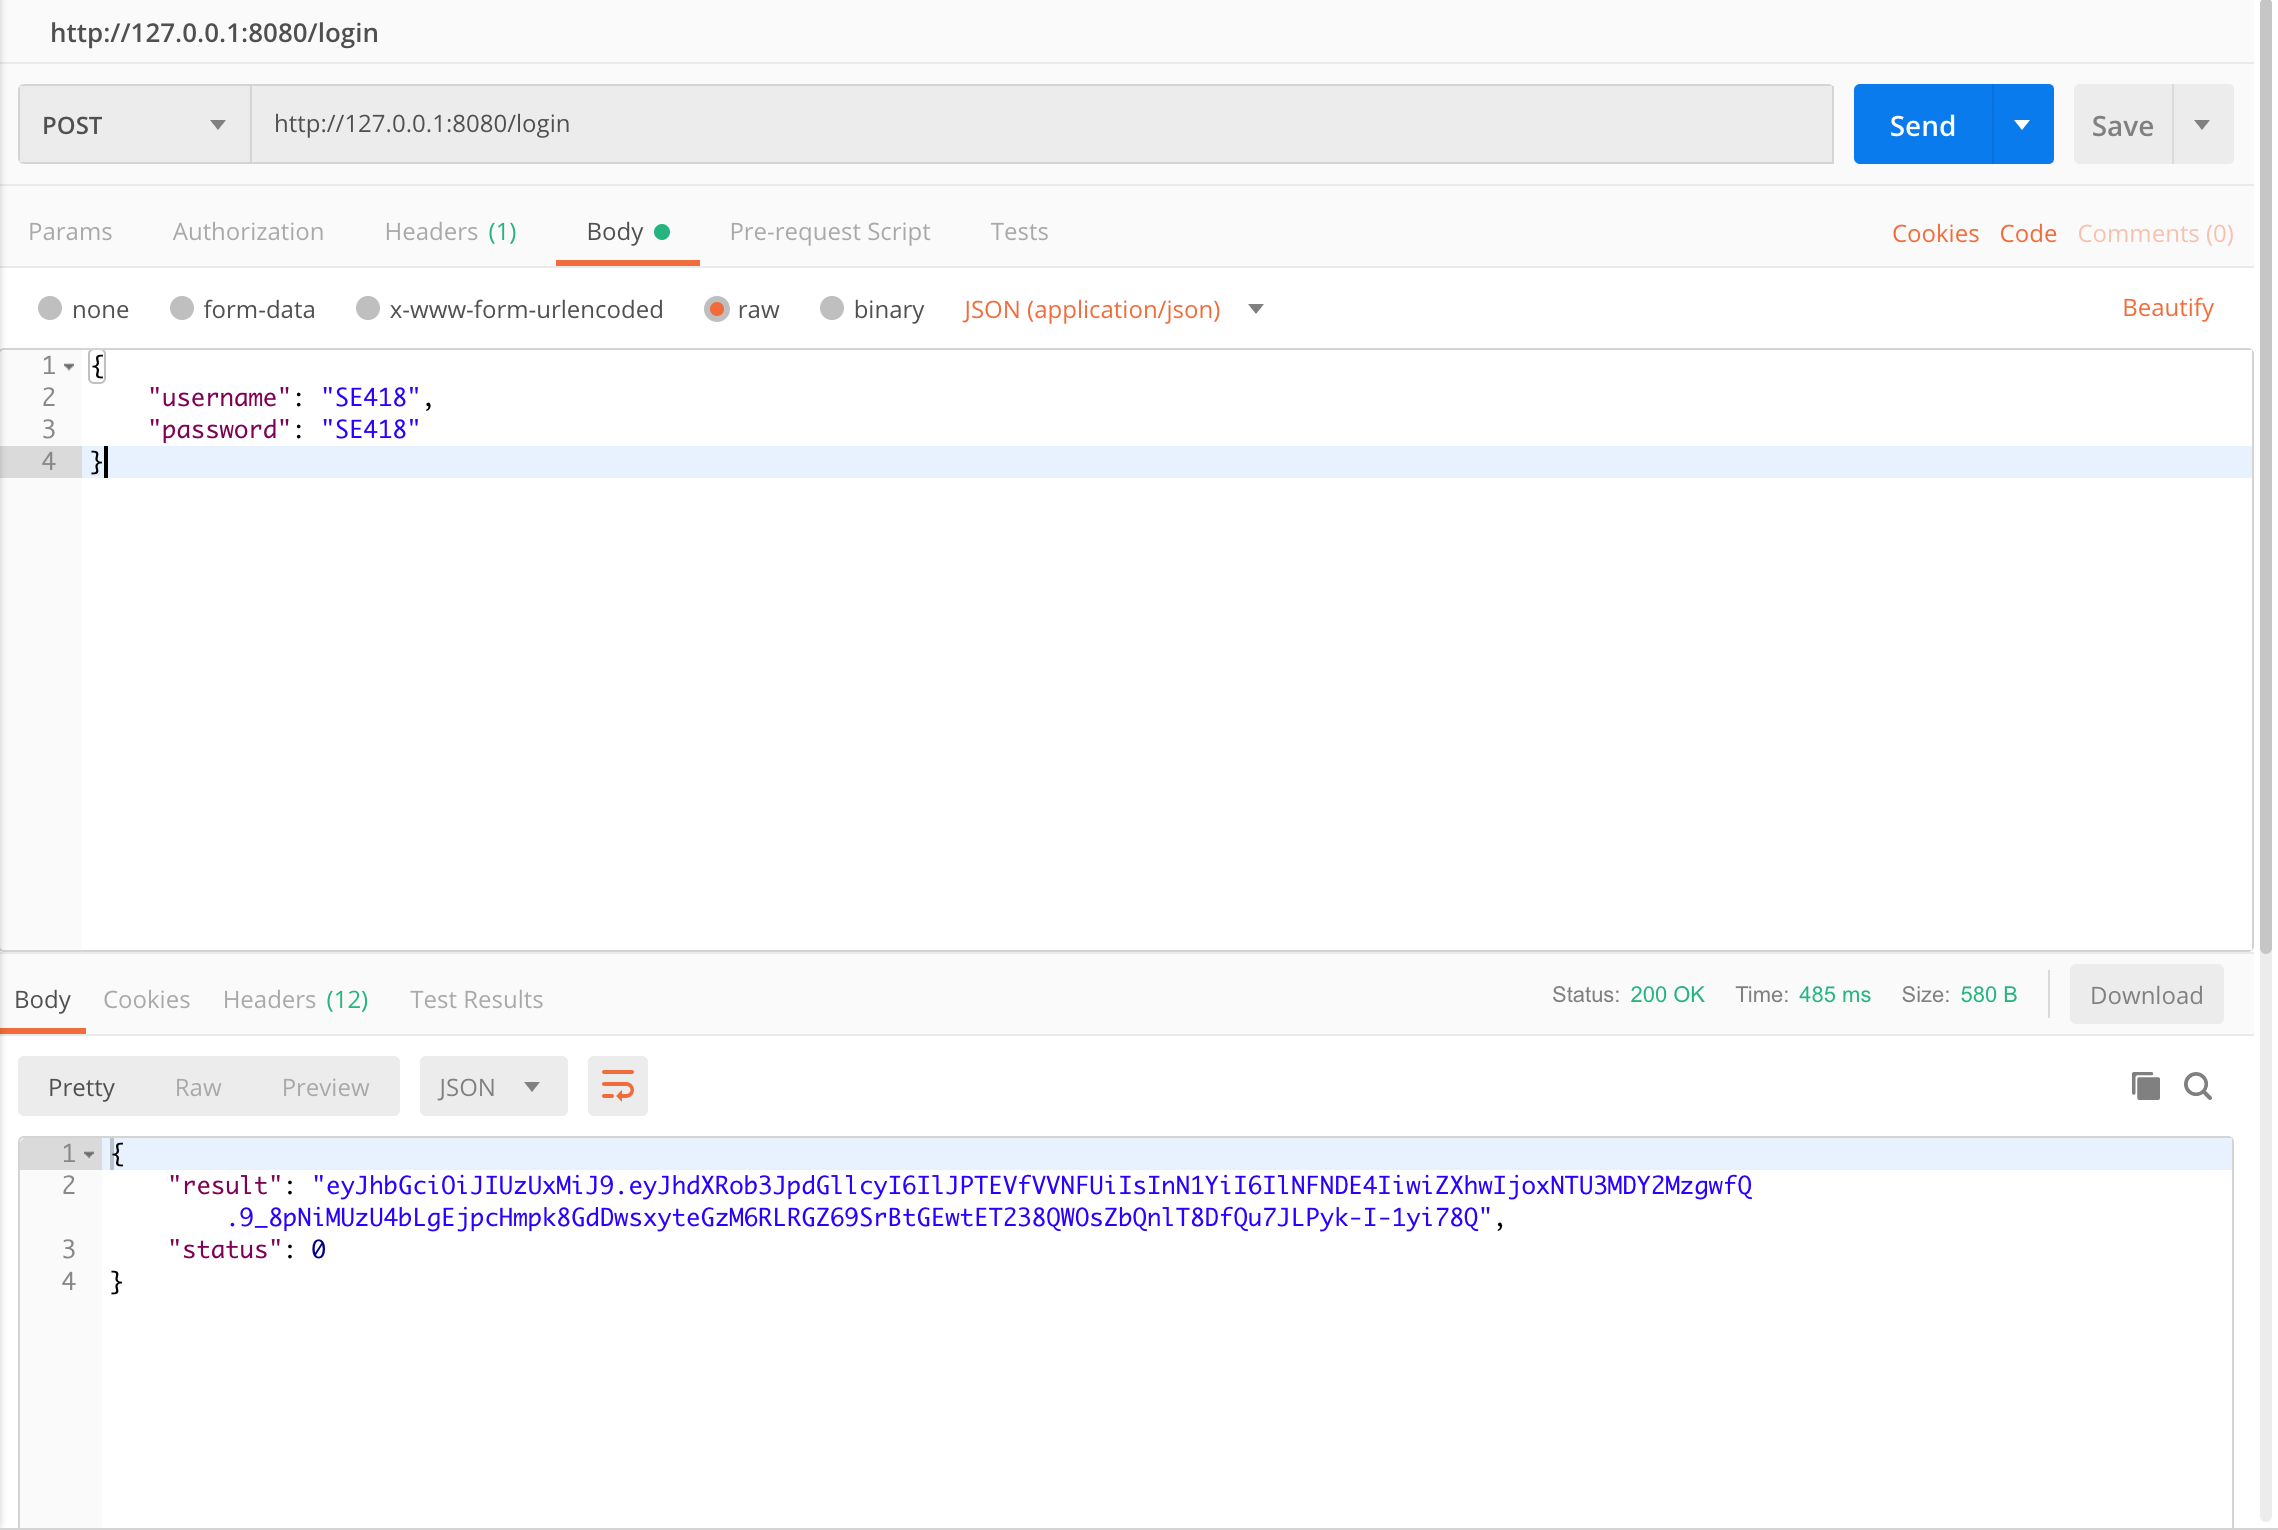 http://127.0.0.1:8080/login
POST http://127.0.0.1:8080/login Send Save
Params Authorization Headers (1) Body Pre-request Script Tests Cookies Code Comments (0)
none form-data x-www-form-urlencoded raw binary JSON (application/json) Beautify
1 {
2 "username": "SE418",
3 "password": "SE418"
4 }
Body Cookies Headers (12) Test Results Status: 200 OK Time: 485 ms Size: 580 B Download
Pretty Raw Preview JSON
1 {
2 "result": "eyJhbGciOiJIUzUxMiJ9.eyJhdXRob3JpdGllcyI6IlJPTEVfVVNFUiIsInN1YiI6IlNFNDE4IiwiZXhwIjoxNTU3MDY2MzgwfQ
.9_8pNiMUzU4bLgEjpcHmpk8GdDwsxyteGzM6RLRGZ69SrBtGEwtET238QWOsZbQnlT8DfQu7JLPyk-I-1yi78Q",
3 "status": 0
4 }